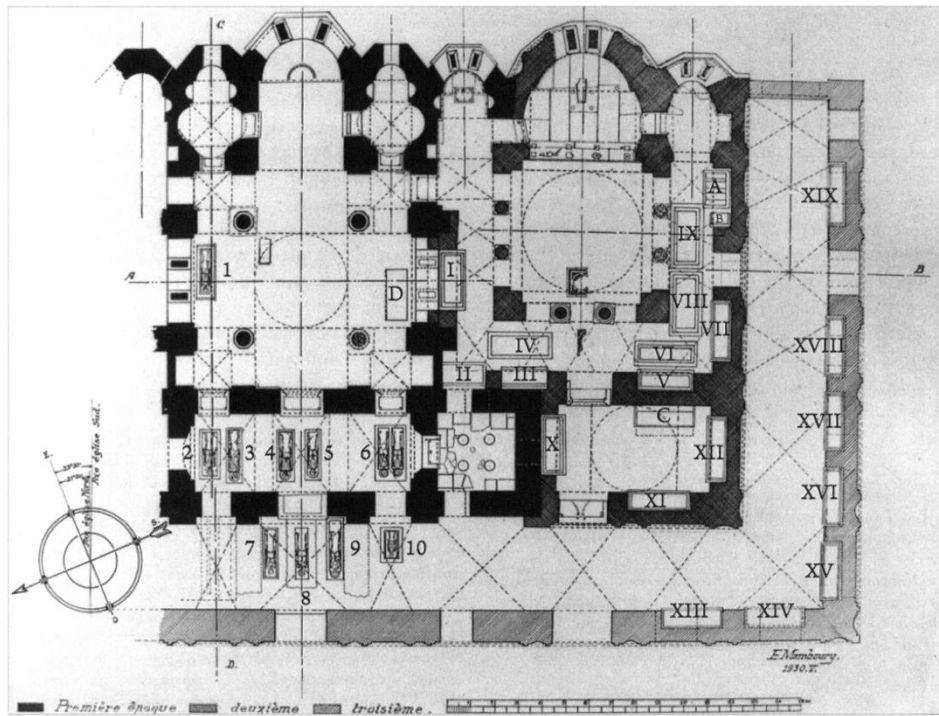 C
A
B
XIX
IX
1
I
A
B
D
VIII
VII
IV
XVIII
VI
II
III
V
C
XVII
X
XII
2
3
4
5
6
XI
XVI
7
9
10
XV
8
XIII
XIV
E. Mamboury.
1930. V.
D.
Première époque
deuxième
troisième.